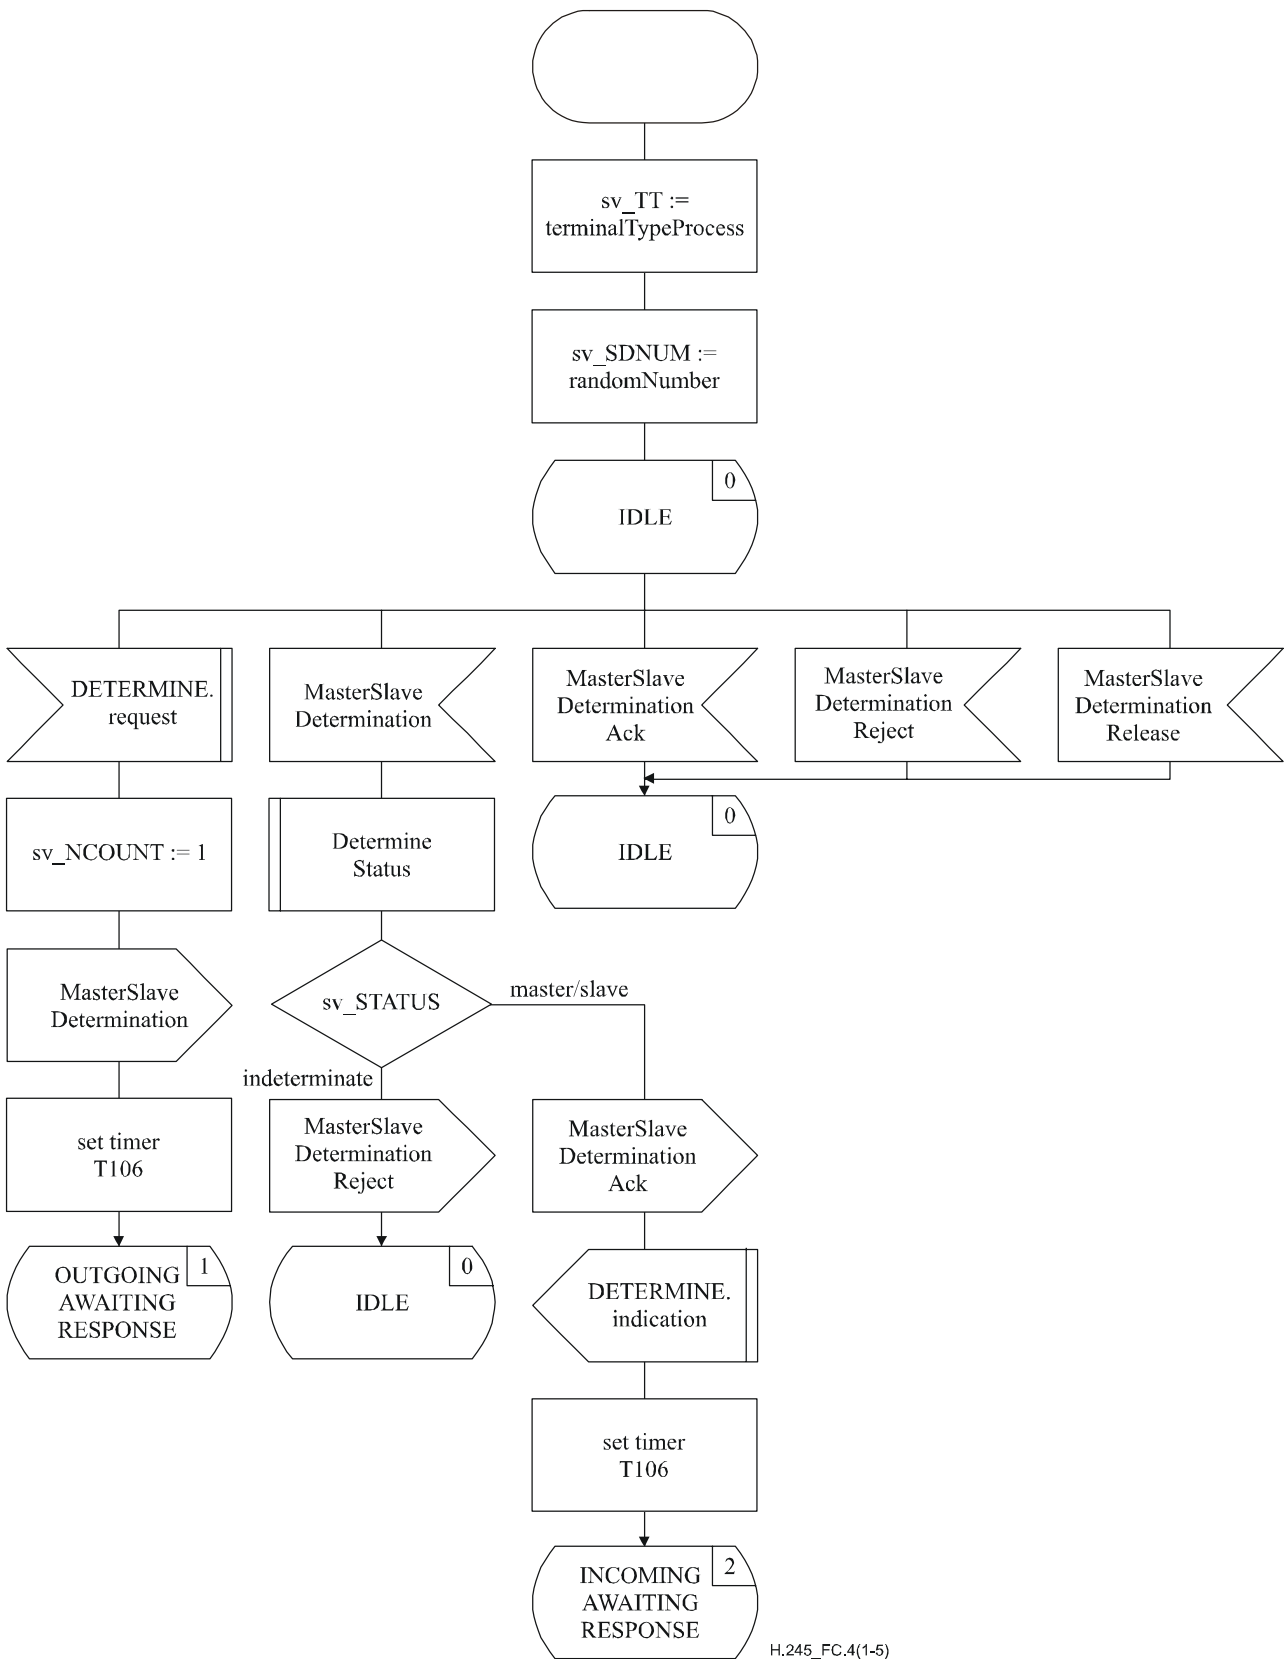 sv_TT :=
terminalTypeProcess
sv_SDNUM :=
randomNumber
0
IDLE
DETERMINE.
request
MasterSlave
Determination
MasterSlave
Determination
Ack
MasterSlave
Determination
Reject
MasterSlave
Determination
Release
sv_NCOUNT := 1
Determine
Status
0
IDLE
MasterSlave
Determination
sv_STATUS
master/slave
indeterminate
set timer
T106
MasterSlave
Determination
Reject
MasterSlave
Determination
Ack
1
OUTGOING
AWAITING
RESPONSE
0
IDLE
DETERMINE.
indication
set timer
T106
2
INCOMING
AWAITING
RESPONSE
H.245_FC.4(1-5)